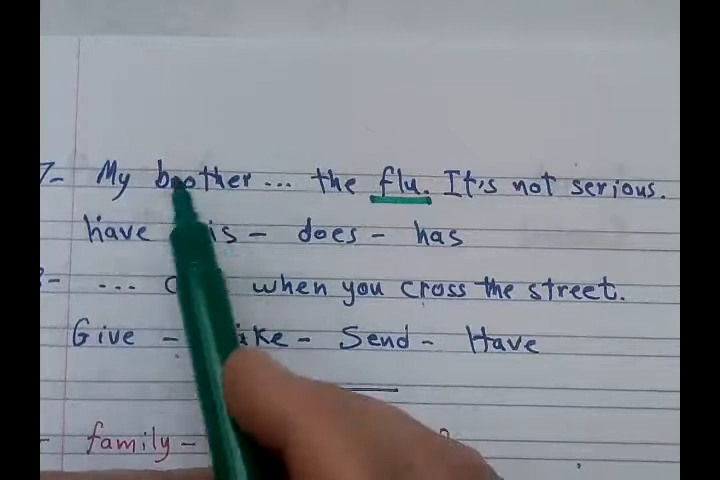 7- My brother ... the flu. It's not serious.
have is - does - has
- ... when you cross the street.
Give - - Send - Have
- family -